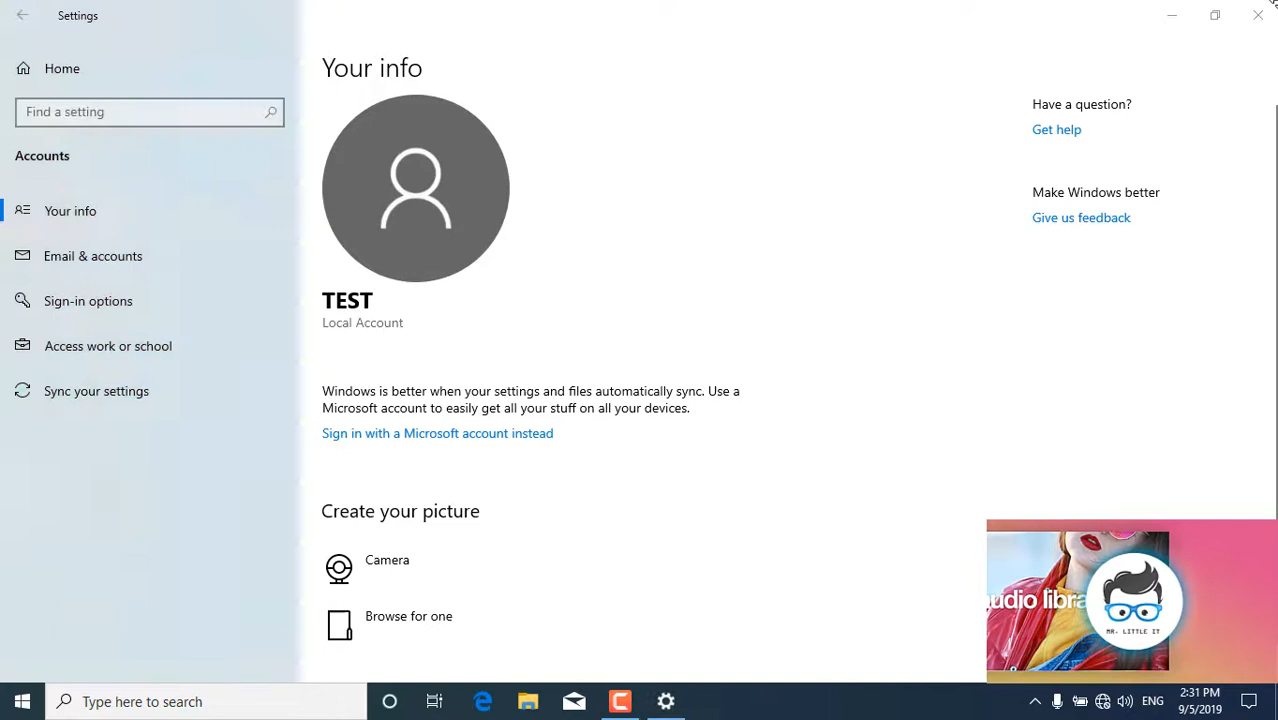 Settings
Home
Find a setting
Accounts
Your info
Email & accounts
Sign-in options
Access work or school
Sync your settings
Your info
TEST
Local Account
Windows is better when your settings and files automatically sync. Use a
Microsoft account to easily get all your stuff on all your devices.
Sign in with a Microsoft account instead
Create your picture
Camera
Browse for one
Have a question?
Get help
Make Windows better
Give us feedback
udio libra
MR. LITTLE IT
Type here to search
ENG
2:31 PM
9/5/2019